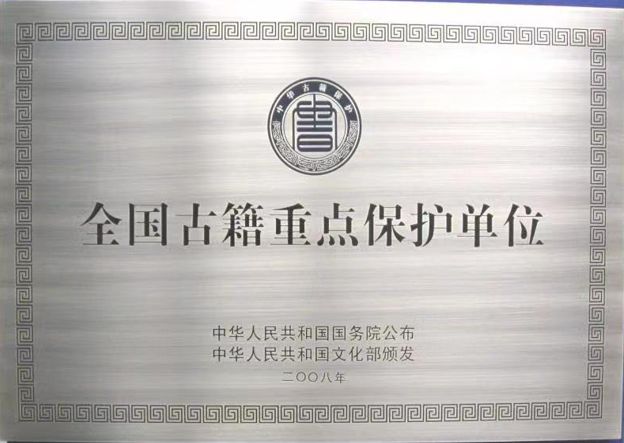 中华古籍保护
全国古籍重点保护单位
中华人民共和国国务院公布
中华人民共和国文化部颁发
二〇〇八年